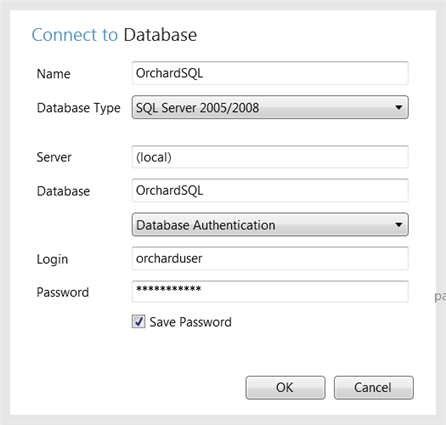 Connect to Database
Name OrchardSQL
Database Type SQL Server 2005/2008
Server (local)
Database OrchardSQL
Database Authentication
Login orcharduser
Password ***********
pa
Save Password
OK Cancel